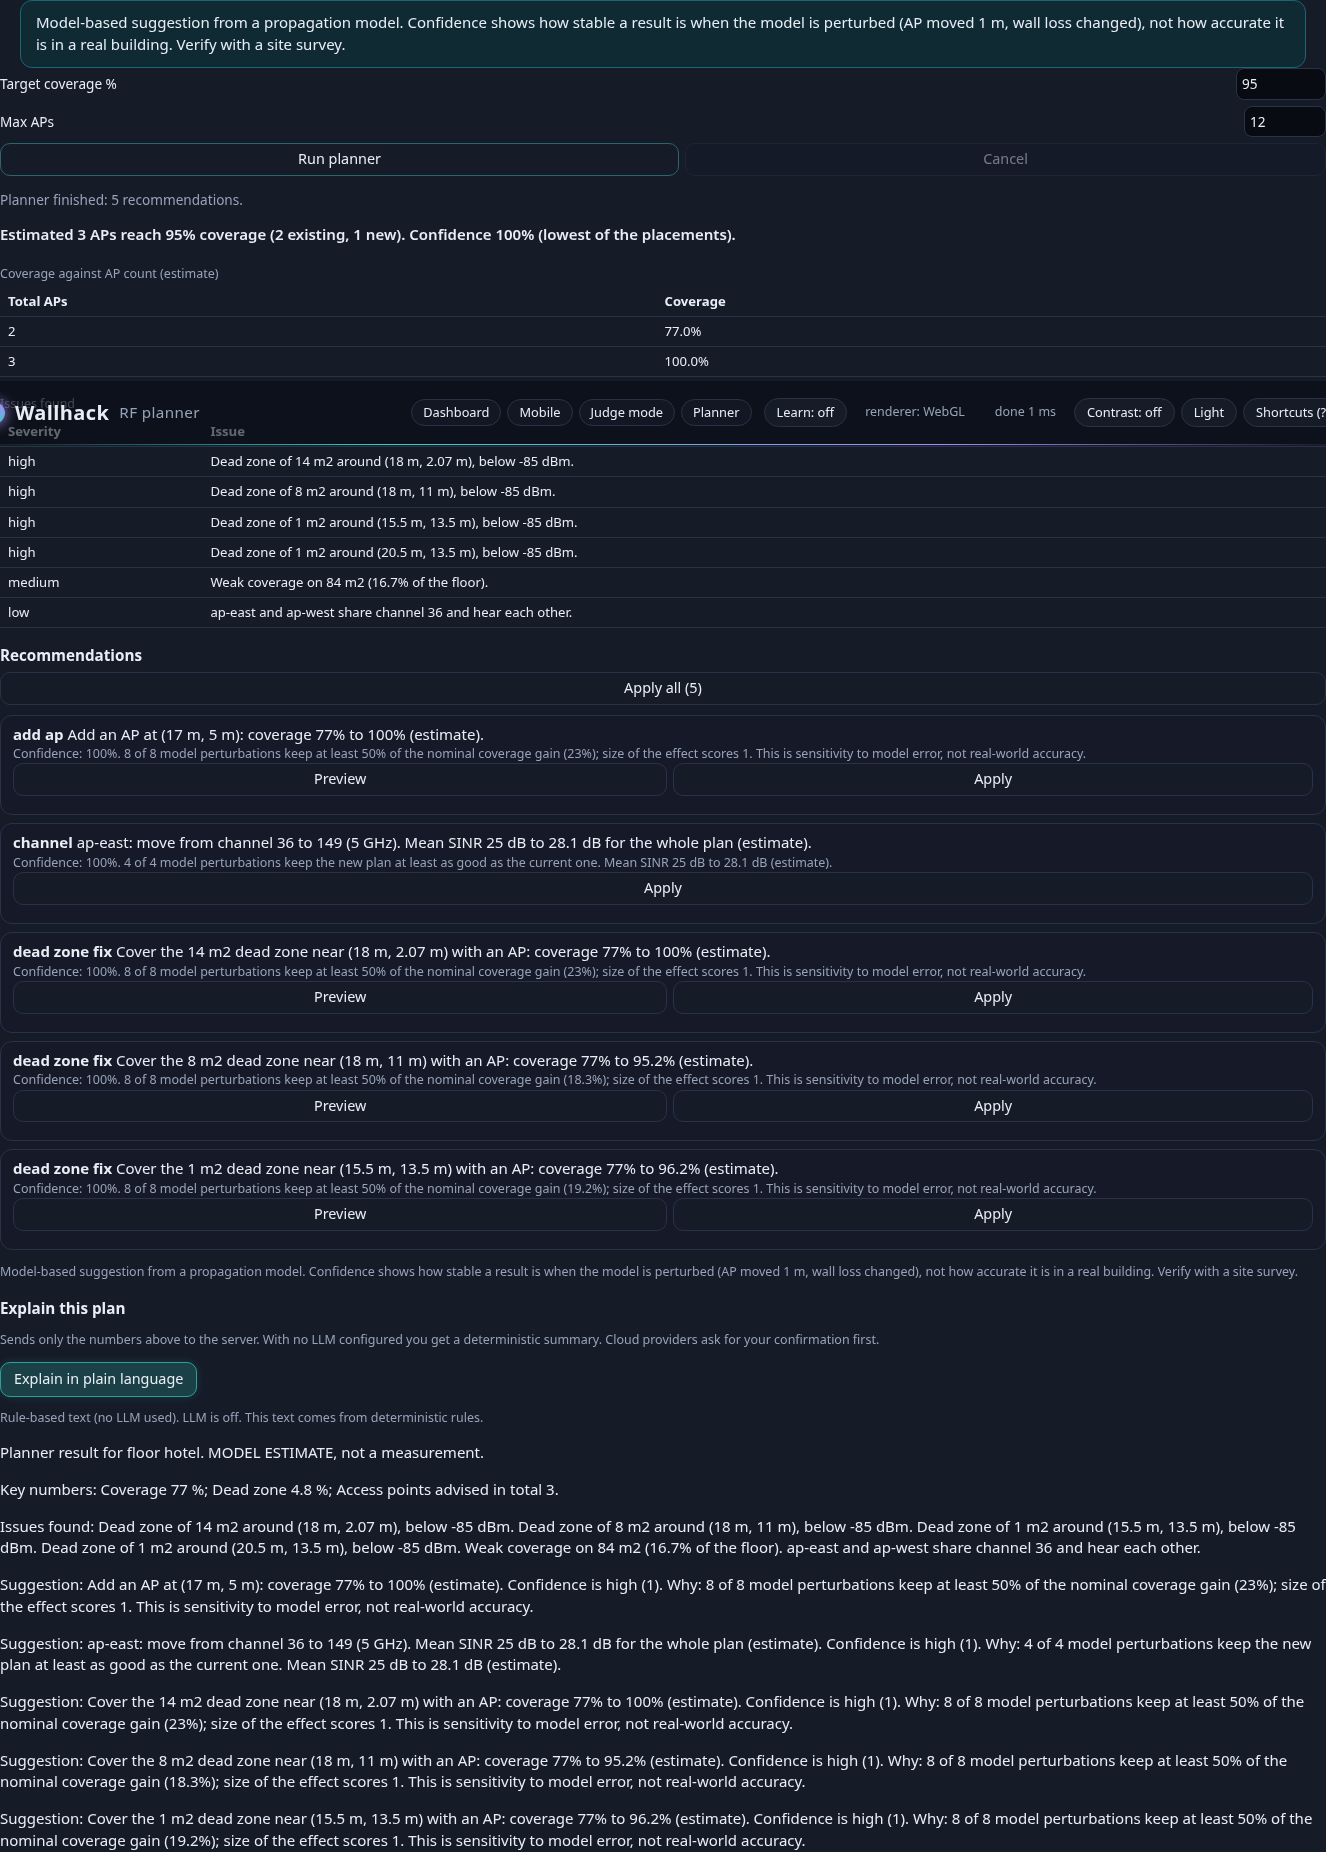 Model-based suggestion from a propagation model. Confidence shows how stable a result is when the model is perturbed (AP moved 1 m, wall loss changed), not how accurate it
is in a real building. Verify with a site survey.
Target coverage %
95
Max APs
12
Run planner
Cancel
Planner finished: 5 recommendations.
Estimated 3 APs reach 95% coverage (2 existing, 1 new). Confidence 100% (lowest of the placements).
Coverage against AP count (estimate)
Total APs Coverage
2 77.0%
3 100.0%
Issues found
Wallhack RF planner Dashboard Mobile Judge mode Planner Learn: off renderer: WebGL done 1 ms Contrast: off Light Shortcuts (?
Severity Issue
high Dead zone of 14 m2 around (18 m, 2.07 m), below -85 dBm.
high Dead zone of 8 m2 around (18 m, 11 m), below -85 dBm.
high Dead zone of 1 m2 around (15.5 m, 13.5 m), below -85 dBm.
high Dead zone of 1 m2 around (20.5 m, 13.5 m), below -85 dBm.
medium Weak coverage on 84 m2 (16.7% of the floor).
low ap-east and ap-west share channel 36 and hear each other.
Recommendations
Apply all (5)
add ap Add an AP at (17 m, 5 m): coverage 77% to 100% (estimate).
Confidence: 100%. 8 of 8 model perturbations keep at least 50% of the nominal coverage gain (23%); size of the effect scores 1. This is sensitivity to model error, not real-world accuracy.
Preview Apply
channel ap-east: move from channel 36 to 149 (5 GHz). Mean SINR 25 dB to 28.1 dB for the whole plan (estimate).
Confidence: 100%. 4 of 4 model perturbations keep the new plan at least as good as the current one. Mean SINR 25 dB to 28.1 dB (estimate).
Apply
dead zone fix Cover the 14 m2 dead zone near (18 m, 2.07 m) with an AP: coverage 77% to 100% (estimate).
Confidence: 100%. 8 of 8 model perturbations keep at least 50% of the nominal coverage gain (23%); size of the effect scores 1. This is sensitivity to model error, not real-world accuracy.
Preview Apply
dead zone fix Cover the 8 m2 dead zone near (18 m, 11 m) with an AP: coverage 77% to 95.2% (estimate).
Confidence: 100%. 8 of 8 model perturbations keep at least 50% of the nominal coverage gain (18.3%); size of the effect scores 1. This is sensitivity to model error, not real-world accuracy.
Preview Apply
dead zone fix Cover the 1 m2 dead zone near (15.5 m, 13.5 m) with an AP: coverage 77% to 96.2% (estimate).
Confidence: 100%. 8 of 8 model perturbations keep at least 50% of the nominal coverage gain (19.2%); size of the effect scores 1. This is sensitivity to model error, not real-world accuracy.
Preview Apply
Model-based suggestion from a propagation model. Confidence shows how stable a result is when the model is perturbed (AP moved 1 m, wall loss changed), not how accurate it is in a real building. Verify with a site survey.
Explain this plan
Sends only the numbers above to the server. With no LLM configured you get a deterministic summary. Cloud providers ask for your confirmation first.
Explain in plain language
Rule-based text (no LLM used). LLM is off. This text comes from deterministic rules.
Planner result for floor hotel. MODEL ESTIMATE, not a measurement.
Key numbers: Coverage 77 %; Dead zone 4.8 %; Access points advised in total 3.
Issues found: Dead zone of 14 m2 around (18 m, 2.07 m), below -85 dBm. Dead zone of 8 m2 around (18 m, 11 m), below -85 dBm. Dead zone of 1 m2 around (15.5 m, 13.5 m), below -85
dBm. Dead zone of 1 m2 around (20.5 m, 13.5 m), below -85 dBm. Weak coverage on 84 m2 (16.7% of the floor). ap-east and ap-west share channel 36 and hear each other.
Suggestion: Add an AP at (17 m, 5 m): coverage 77% to 100% (estimate). Confidence is high (1). Why: 8 of 8 model perturbations keep at least 50% of the nominal coverage gain (23%); size of
the effect scores 1. This is sensitivity to model error, not real-world accuracy.
Suggestion: ap-east: move from channel 36 to 149 (5 GHz). Mean SINR 25 dB to 28.1 dB for the whole plan (estimate). Confidence is high (1). Why: 4 of 4 model perturbations keep the new
plan at least as good as the current one. Mean SINR 25 dB to 28.1 dB (estimate).
Suggestion: Cover the 14 m2 dead zone near (18 m, 2.07 m) with an AP: coverage 77% to 100% (estimate). Confidence is high (1). Why: 8 of 8 model perturbations keep at least 50% of the
nominal coverage gain (23%); size of the effect scores 1. This is sensitivity to model error, not real-world accuracy.
Suggestion: Cover the 8 m2 dead zone near (18 m, 11 m) with an AP: coverage 77% to 95.2% (estimate). Confidence is high (1). Why: 8 of 8 model perturbations keep at least 50% of the
nominal coverage gain (18.3%); size of the effect scores 1. This is sensitivity to model error, not real-world accuracy.
Suggestion: Cover the 1 m2 dead zone near (15.5 m, 13.5 m) with an AP: coverage 77% to 96.2% (estimate). Confidence is high (1). Why: 8 of 8 model perturbations keep at least 50% of the
nominal coverage gain (19.2%); size of the effect scores 1. This is sensitivity to model error, not real-world accuracy.